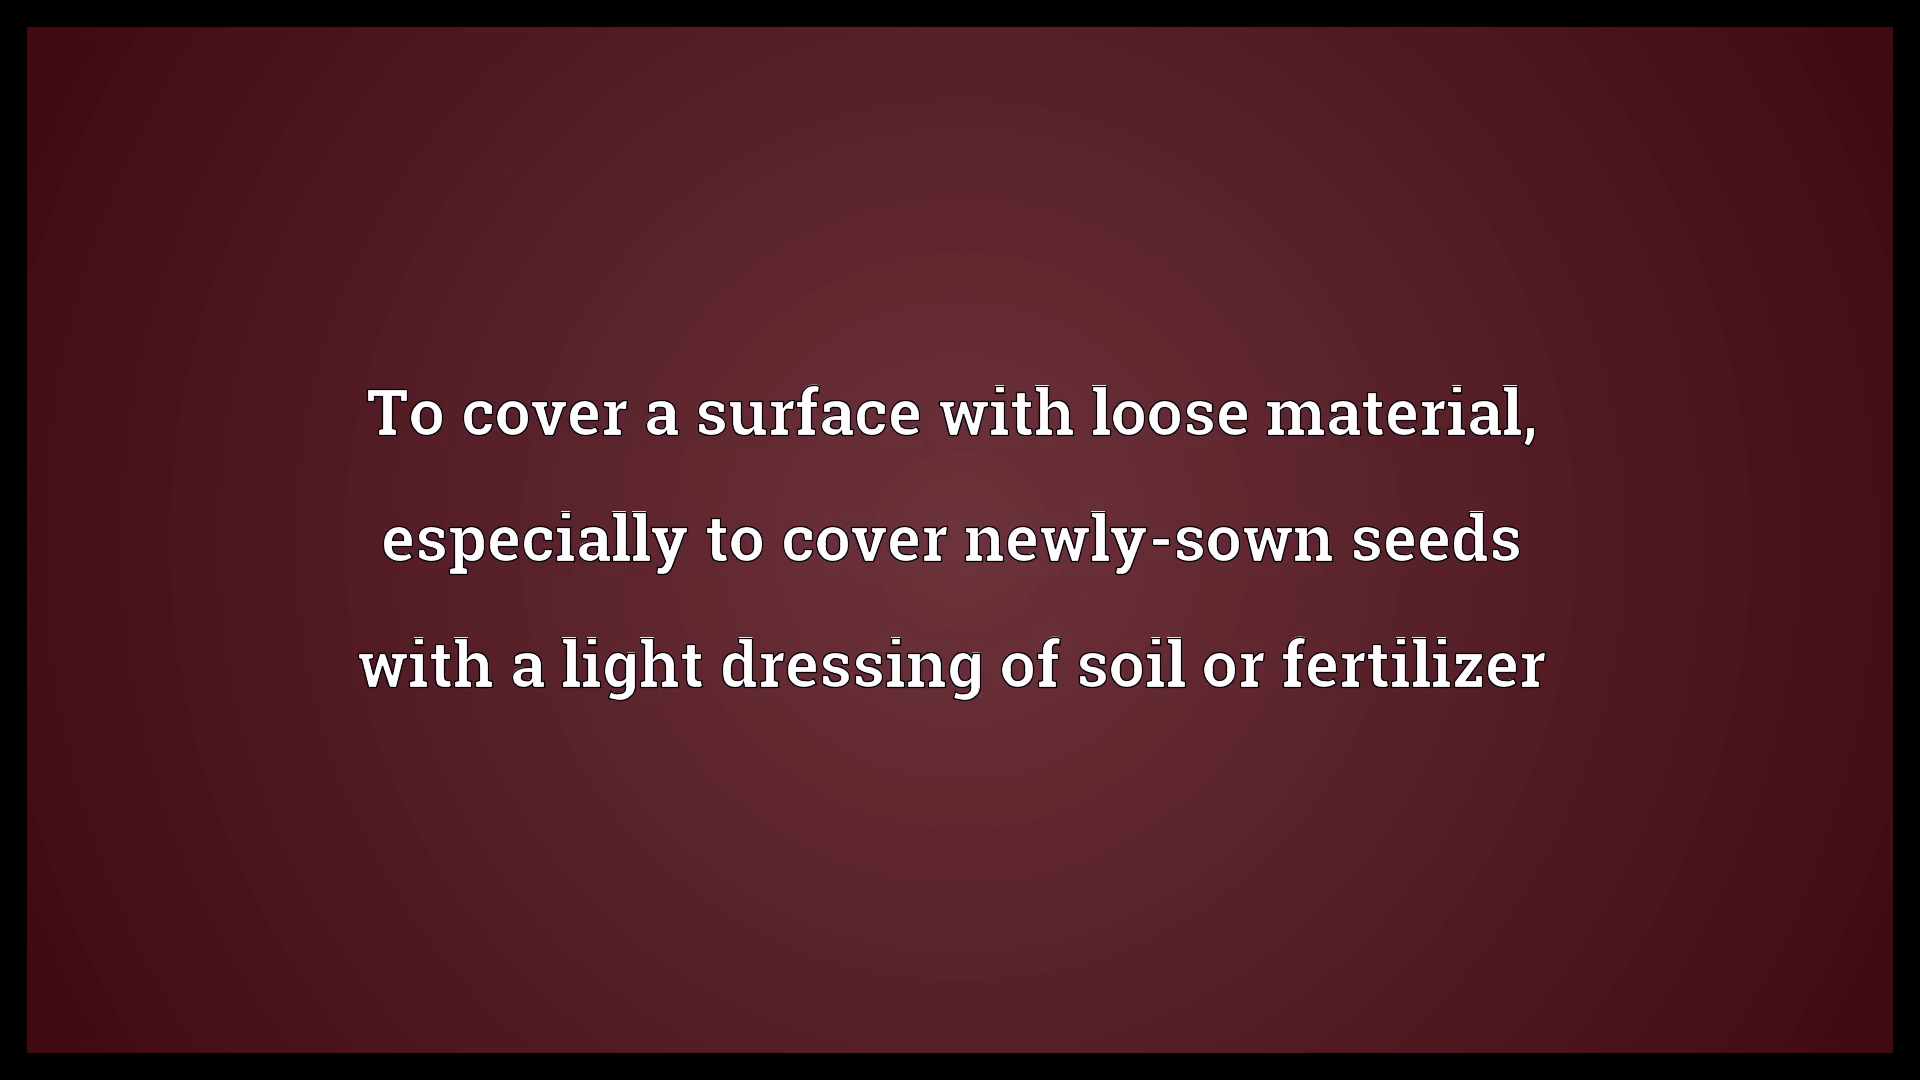 To cover a surface with loose material,
especially to cover newly-sown seeds
with a light dressing of soil or fertilizer